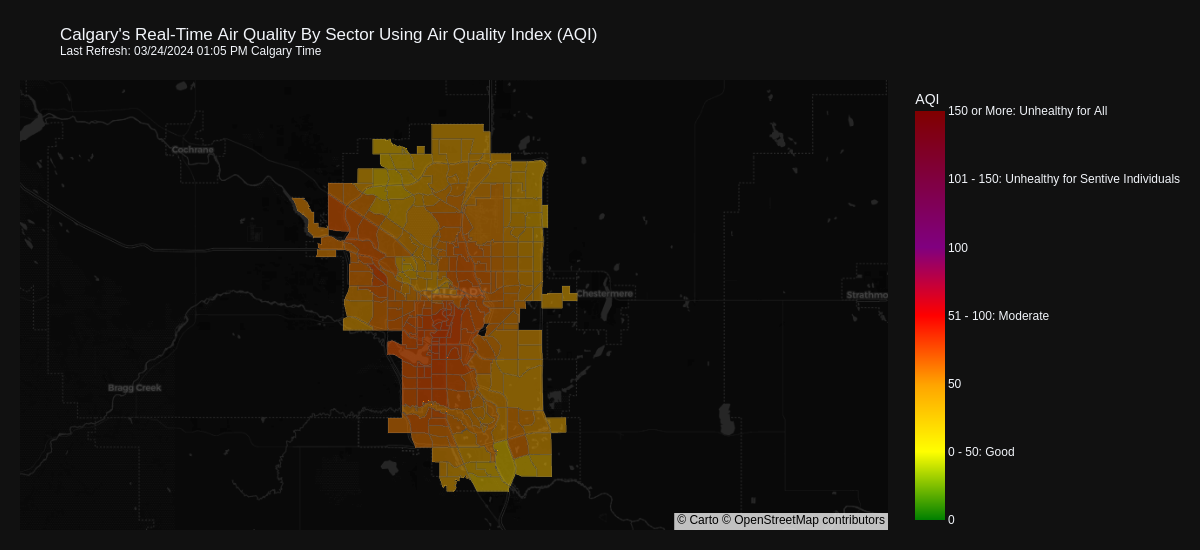 Calgary's Real-Time Air Quality By Sector Using Air Quality Index (AQI)
Last Refresh: 03/24/2024 01:05 PM Calgary Time
AQI
150 or More: Unhealthy for All
101 - 150: Unhealthy for Sentive Individuals
100
51 - 100: Moderate
50
0 - 50: Good
0
Cochrane
CALGARY
Chestermere
Strathmo
Bragg Creek
© Carto © OpenStreetMap contributors